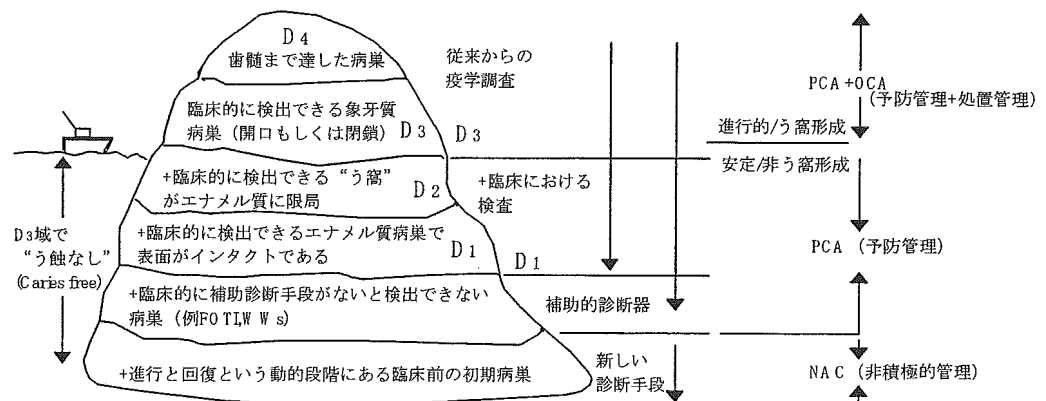 D4
歯髄まで達した病巣
臨床的に検出できる象牙質
病巣（開口もしくは閉鎖） D3
+臨床的に検出できる“う窩”
がエナメル質に限局 D2
+臨床的に検出できるエナメル質病巣で
表面がインタクトである D1
+臨床的に補助診断手段がないと検出できない
病巣（例FOTI,WWs）
+進行と回復という動的段階にある臨床前の初期病巣
D3域で
“う蝕なし”
(Caries free)
従来からの
疫学調査
D3
+臨床における
検査
D1
補助的診断器
新しい
診断手段
PCA+OCA
(予防管理+処置管理)
進行的/う窩形成
安定/非う窩形成
PCA（予防管理）
NAC（非積極的管理）